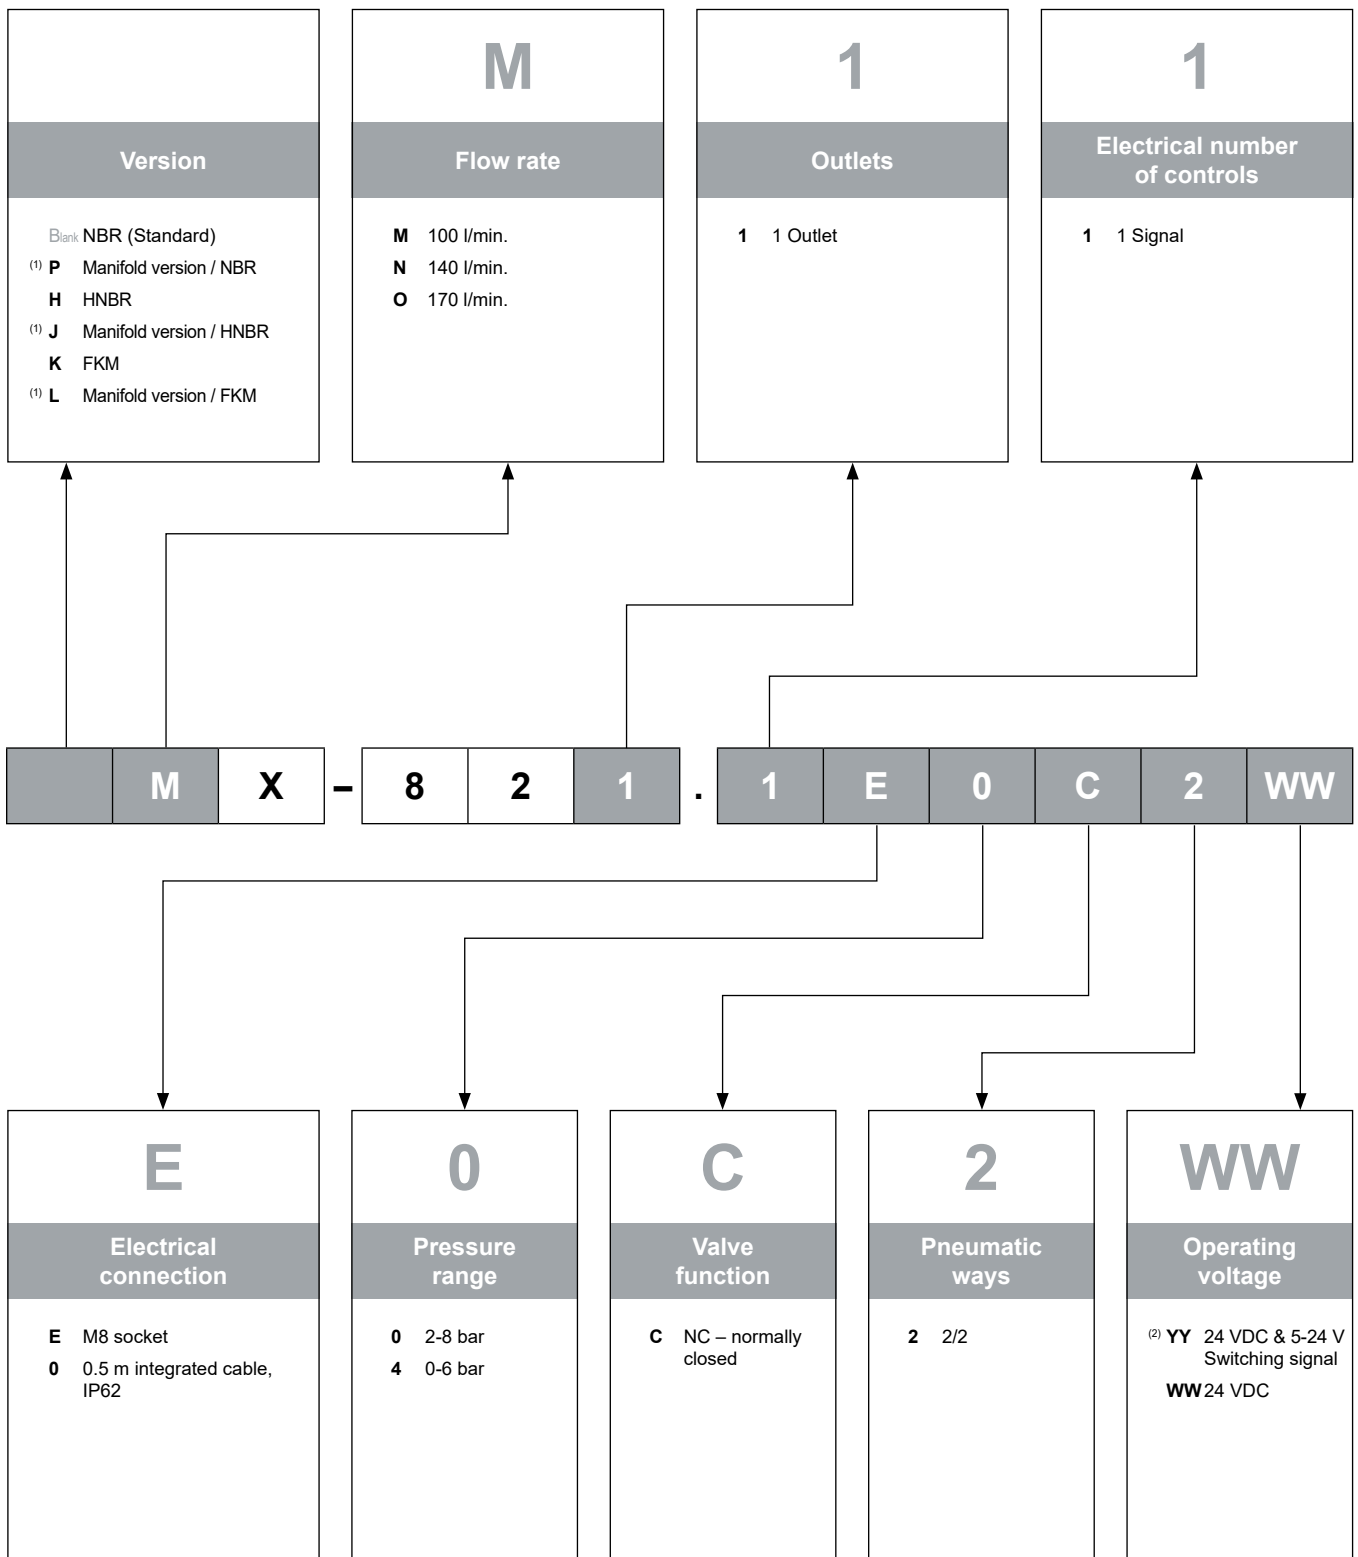 M
1
1
Version
Flow rate
Outlets
Electrical number
of controls
Blank NBR (Standard)
(1) P Manifold version / NBR
H HNBR
(1) J Manifold version / HNBR
K FKM
(1) L Manifold version / FKM
M 100 l/min.
N 140 l/min.
O 170 l/min.
1 1 Outlet
1 1 Signal
M X – 8 2 1 . 1 E 0 C 2 WW
E
0
C
2
WW
Electrical
connection
Pressure
range
Valve
function
Pneumatic
ways
Operating
voltage
E M8 socket
0 0.5 m integrated cable,
IP62
0 2-8 bar
4 0-6 bar
C NC – normally
closed
2 2/2
(2) YY 24 VDC & 5-24 V
Switching signal
WW 24 VDC